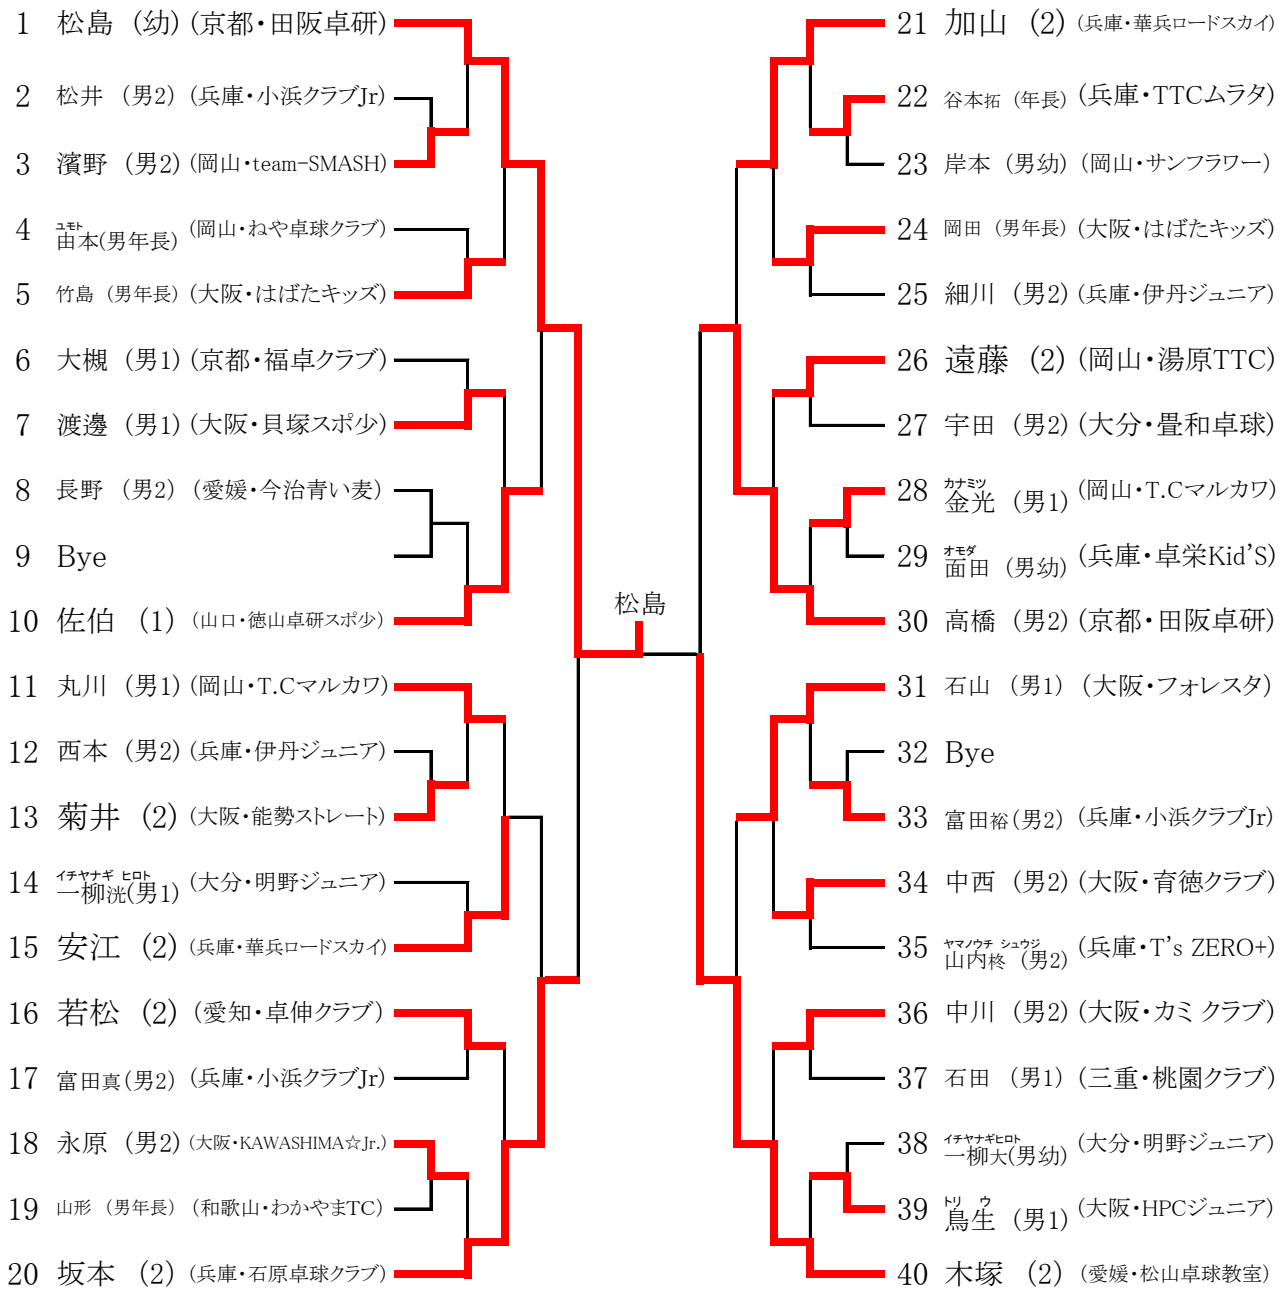 1 松島 (幼) (京都・田阪卓研)
2 松井 (男2) (兵庫・小浜クラブJr)
3 濱野 (男2) (岡山・team-SMASH)
ユモト
4 由本(男年長) (岡山・ねや卓球クラブ)
5 竹島 (男年長) (大阪・はばたキッズ)
6 大槻 (男1) (京都・福卓クラブ)
7 渡邊 (男1) (大阪・貝塚スポ少)
8 長野 (男2) (愛媛・今治青い麦)
9 Bye
10 佐伯 (1) (山口・徳山卓研スポ少)
11 丸川 (男1) (岡山・T.Cマルカワ)
12 西本 (男2) (兵庫・伊丹ジュニア)
13 菊井 (2) (大阪・能勢ストレート)
イチヤナギ ヒロト
14 一柳洸(男1) (大分・明野ジュニア)
15 安江 (2) (兵庫・華兵ロードスカイ)
16 若松 (2) (愛知・卓伸クラブ)
17 富田真(男2) (兵庫・小浜クラブJr)
18 永原 (男2) (大阪・KAWASHIMA☆Jr.)
19 山形 (男年長) (和歌山・わかやまTC)
20 坂本 (2) (兵庫・石原卓球クラブ)
松島
21 加山 (2) (兵庫・華兵ロードスカイ)
22 谷本拓 (年長) (兵庫・TTCムラタ)
23 岸本 (男幼) (岡山・サンフラワー)
24 岡田 (男年長) (大阪・はばたキッズ)
25 細川 (男2) (兵庫・伊丹ジュニア)
26 遠藤 (2) (岡山・湯原TTC)
27 宇田 (男2) (大分・畳和卓球)
カナミツ
28 金光 (男1) (岡山・T.Cマルカワ)
オモダ
29 面田 (男幼) (兵庫・卓栄Kid'S)
30 高橋 (男2) (京都・田阪卓研)
31 石山 (男1) (大阪・フォレスタ)
32 Bye
33 富田裕(男2) (兵庫・小浜クラブJr)
34 中西 (男2) (大阪・育徳クラブ)
ヤマノウチ シュウジ
35 山内柊 (男2) (兵庫・T's ZERO+)
36 中川 (男2) (大阪・カミ クラブ)
37 石田 (男1) (三重・桃園クラブ)
イチヤナギヒロト
38 一柳大(男幼) (大分・明野ジュニア)
トリ ウ
39 鳥生 (男1) (大阪・HPCジュニア)
40 木塚 (2) (愛媛・松山卓球教室)